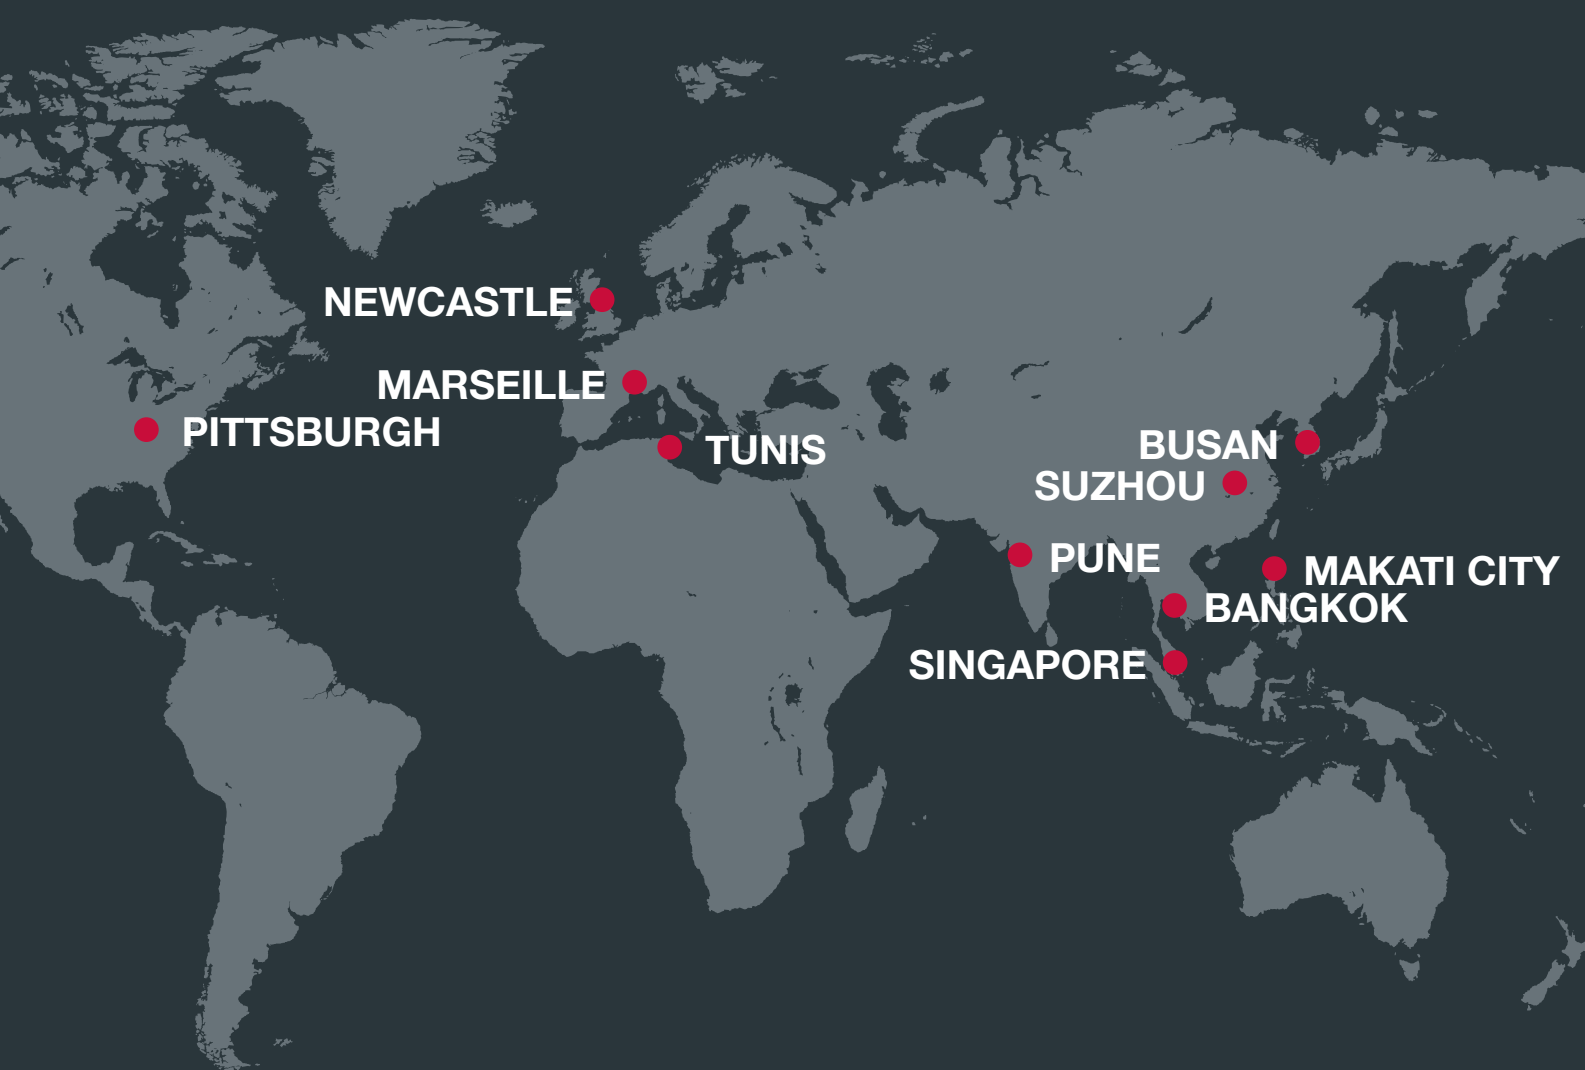 NEWCASTLE
MARSEILLE
PITTSBURGH
TUNIS
BUSAN
SUZHOU
PUNE
MAKATI CITY
BANGKOK
SINGAPORE